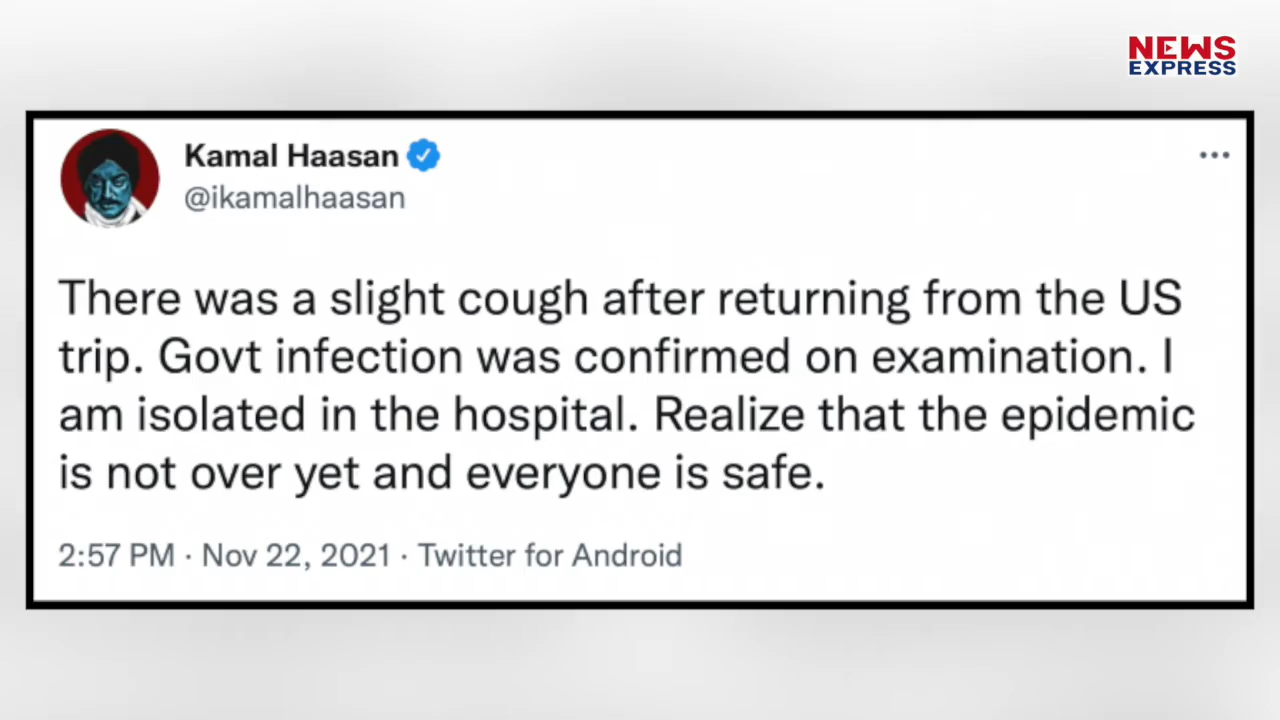 NEWS
EXPRESS
Kamal Haasan
@ikamalhaasan
There was a slight cough after returning from the US
trip. Govt infection was confirmed on examination. I
am isolated in the hospital. Realize that the epidemic
is not over yet and everyone is safe.
2:57 PM · Nov 22, 2021 · Twitter for Android